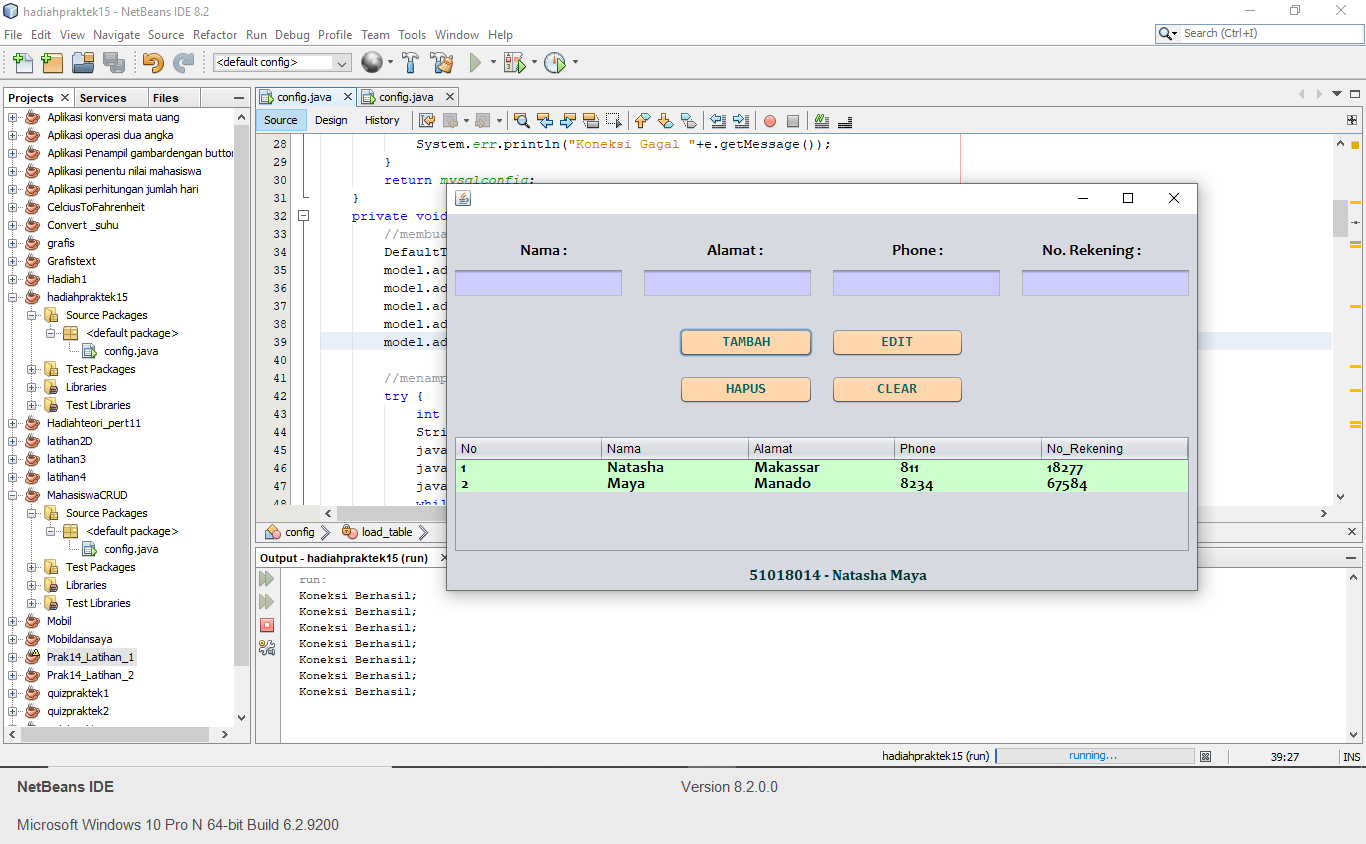 hadiahpraktek15 - NetBeans IDE 8.2
File Edit View Navigate Source Refactor Run Debug Profile Team Tools Window Help
Search (Ctrl+I)
<default config>
Projects Services Files
Aplikasi konversi mata uang
Aplikasi operasi dua angka
Aplikasi Penampil gambardengan buttor
Aplikasi penentu nilai mahasiswa
Aplikasi perhitungan jumlah hari
CelciusToFahrenheit
Convert _suhu
grafis
Grafistext
Hadiah1
hadiahpraktek15
Source Packages
<default package>
config.java
Test Packages
Libraries
Test Libraries
Hadiahteori_pert11
latihan2D
latihan3
latihan4
MahasiswaCRUD
Source Packages
<default package>
config.java
Test Packages
Libraries
Test Libraries
Mobil
Mobildansaya
Prak14_Latihan_1
Prak14_Latihan_2
quizpraktek1
quizpraktek2
config.java config.java
Source Design History
28 System.err.println("Koneksi Gagal "+e.getMessage());
29 }
30 return mysqlconfig;
31 }
32 private void
33 //membua
34 DefaultT
35 model.ad
36 model.ad
37 model.ad
38 model.ad
39 model.ad
40
41 //menamp
42 try {
43 int
44 Stri
45 java
46 java
47 java
48 whil
config load_table
Nama : Alamat : Phone : No. Rekening :
TAMBAH EDIT
HAPUS CLEAR
No Nama Alamat Phone No_Rekening
1 Natasha Makassar 811 18277
2 Maya Manado 8234 67584
51018014 - Natasha Maya
Output - hadiahpraktek15 (run)
run:
Koneksi Berhasil;
Koneksi Berhasil;
Koneksi Berhasil;
Koneksi Berhasil;
Koneksi Berhasil;
Koneksi Berhasil;
Koneksi Berhasil;
hadiahpraktek15 (run) running... 39:27 INS
NetBeans IDE Version 8.2.0.0
Microsoft Windows 10 Pro N 64-bit Build 6.2.9200